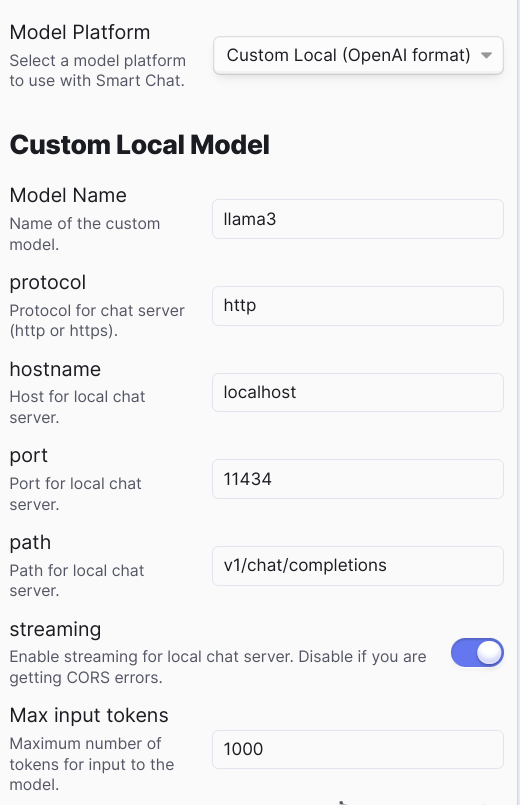 Model Platform
Select a model platform
to use with Smart Chat.
Custom Local (OpenAI format)
Custom Local Model
Model Name
Name of the custom
model.
llama3
protocol
Protocol for chat server
(http or https).
http
hostname
Host for local chat
server.
localhost
port
Port for local chat
server.
11434
path
Path for local chat
server.
v1/chat/completions
streaming
Enable streaming for local chat server. Disable if you are
getting CORS errors.
Max input tokens
Maximum number of
tokens for input to the
model.
1000